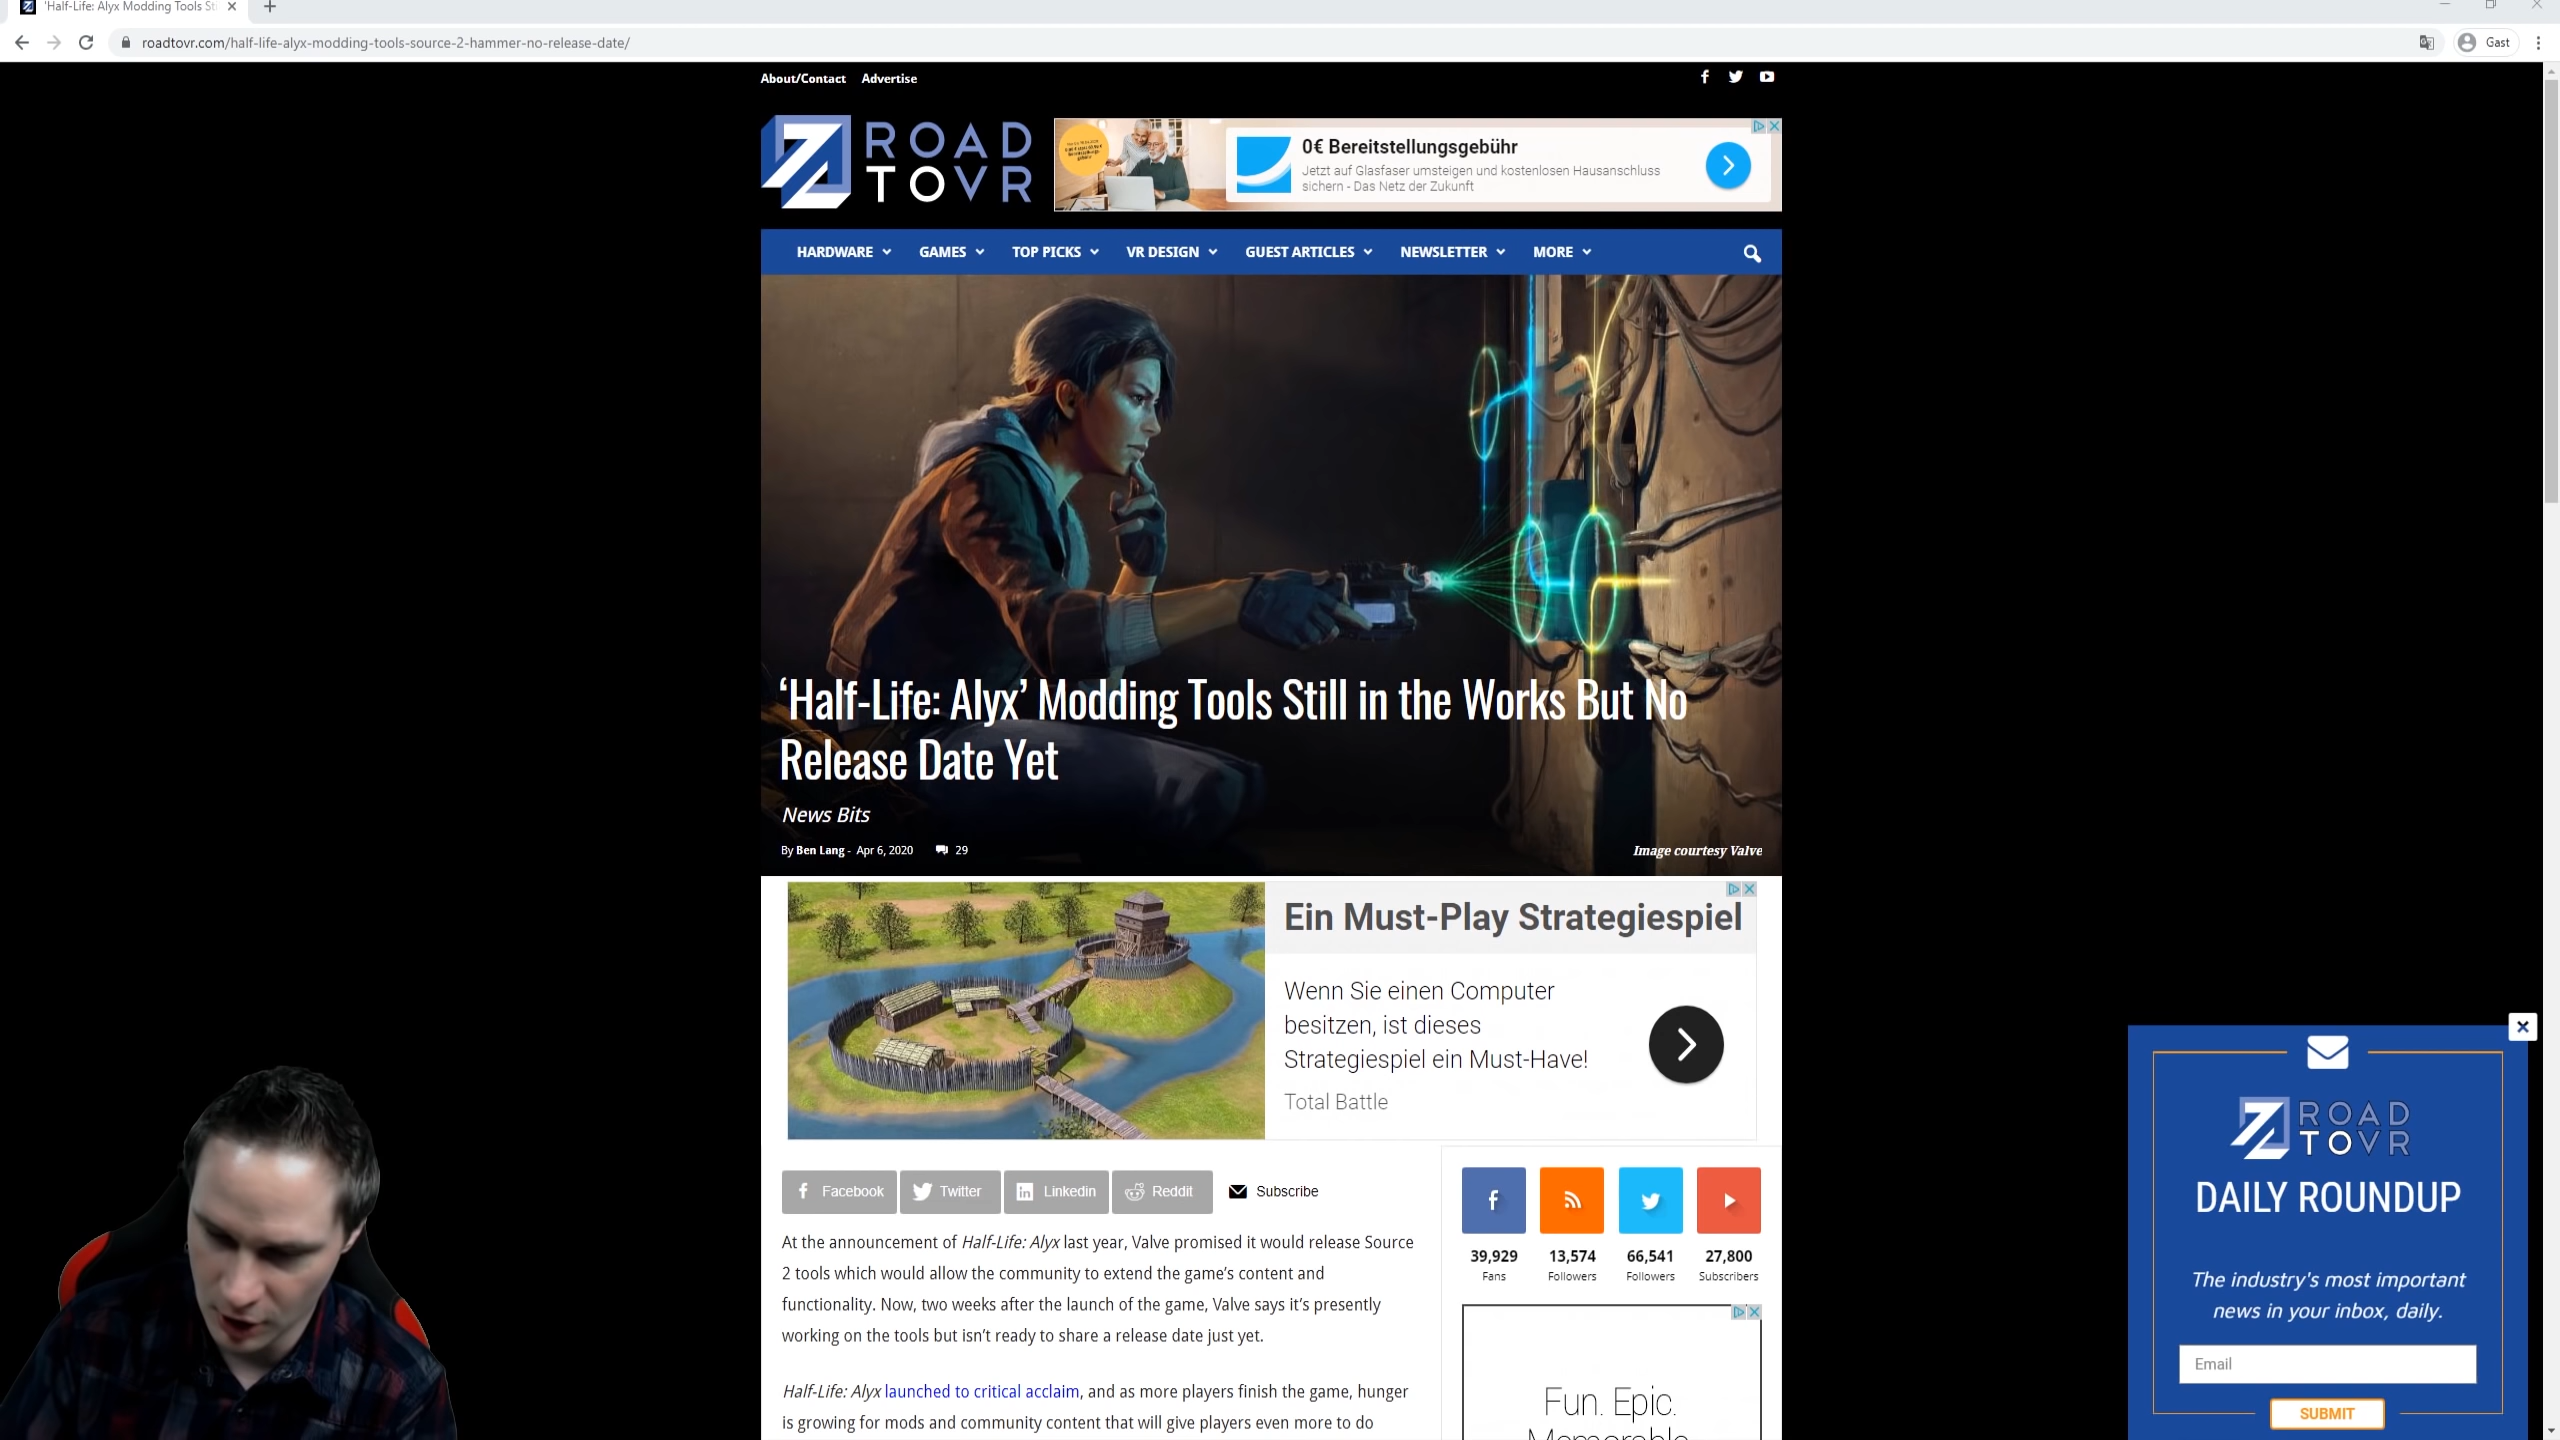 'Half-Life: Alyx Modding Tools Sti
roadtovr.com/half-life-alyx-modding-tools-source-2-hammer-no-release-date/
Gast
About/Contact Advertise
ROAD
TOVR
0€ Bereitstellungsgebühr
Jetzt auf Glasfaser umsteigen und kostenlosen Hausanschluss
sichern - Das Netz der Zukunft
HARDWARE GAMES TOP PICKS VR DESIGN GUEST ARTICLES NEWSLETTER MORE
‘Half-Life: Alyx’ Modding Tools Still in the Works But No
Release Date Yet
News Bits
By Ben Lang - Apr 6, 2020 29
Image courtesy Valve
Ein Must-Play Strategiespiel
Wenn Sie einen Computer
besitzen, ist dieses
Strategiespiel ein Must-Have!
Total Battle
Facebook Twitter Linkedin Reddit Subscribe
At the announcement of Half-Life: Alyx last year, Valve promised it would release Source
2 tools which would allow the community to extend the game’s content and
functionality. Now, two weeks after the launch of the game, Valve says it’s presently
working on the tools but isn’t ready to share a release date just yet.
Half-Life: Alyx launched to critical acclaim, and as more players finish the game, hunger
is growing for mods and community content that will give players even more to do
39,929 13,574 66,541 27,800
Fans Followers Followers Subscribers
Fun. Epic.
ROAD
TOVR
DAILY ROUNDUP
The industry's most important
news in your inbox, daily.
Email
SUBMIT